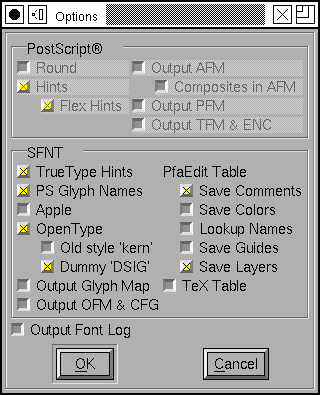 Options
PostScript®
Round
Output AFM
Hints
Composites in AFM
Flex Hints
Output PFM
Output TFM & ENC
SFNT
TrueType Hints
PfaEdit Table
PS Glyph Names
Save Comments
Apple
Save Colors
OpenType
Lookup Names
Old style 'kern'
Save Guides
Dummy 'DSIG'
Save Layers
Output Glyph Map
TeX Table
Output OFM & CFG
Output Font Log
OK
Cancel